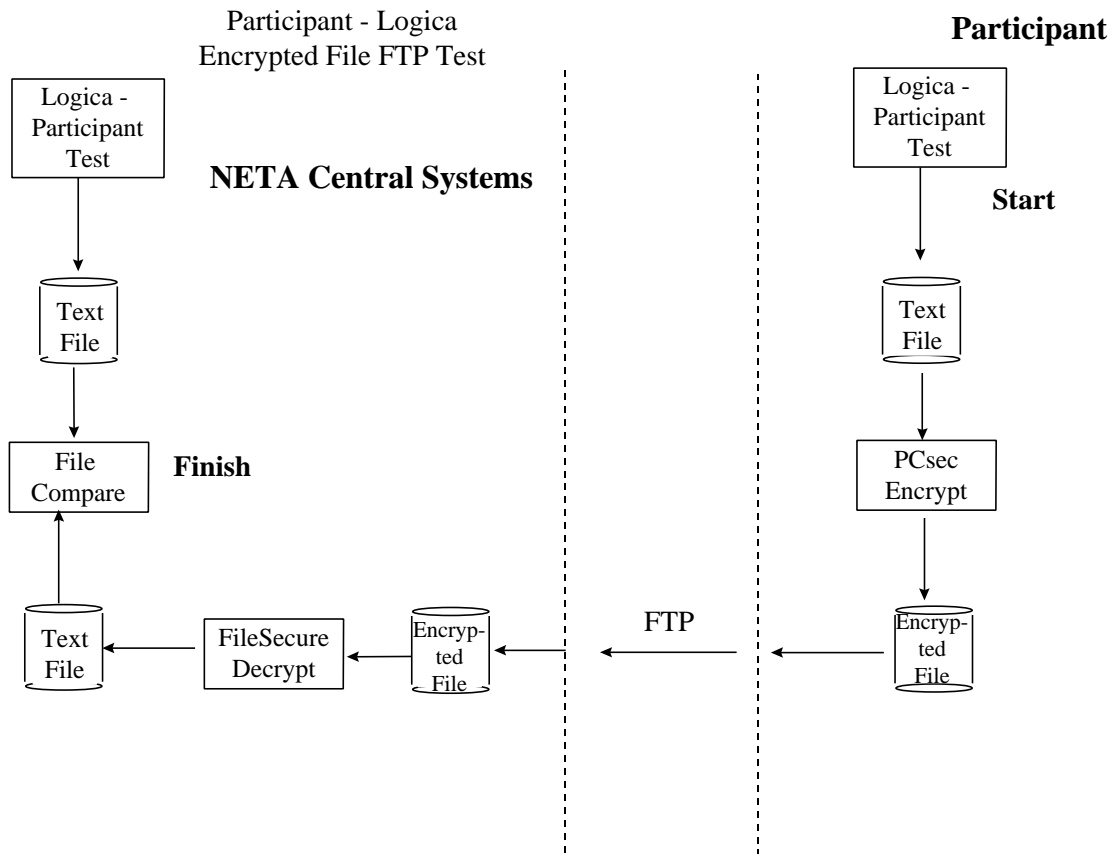 Participant - Logica
Encrypted File FTP Test
Participant
Logica -
Participant
Test
NETA Central Systems
Text
File
File
Compare
Finish
Text
File
FileSecure
Decrypt
Encryp-
ted
File
FTP
Logica -
Participant
Test
Start
Text
File
PCsec
Encrypt
Encryp-
ted
File